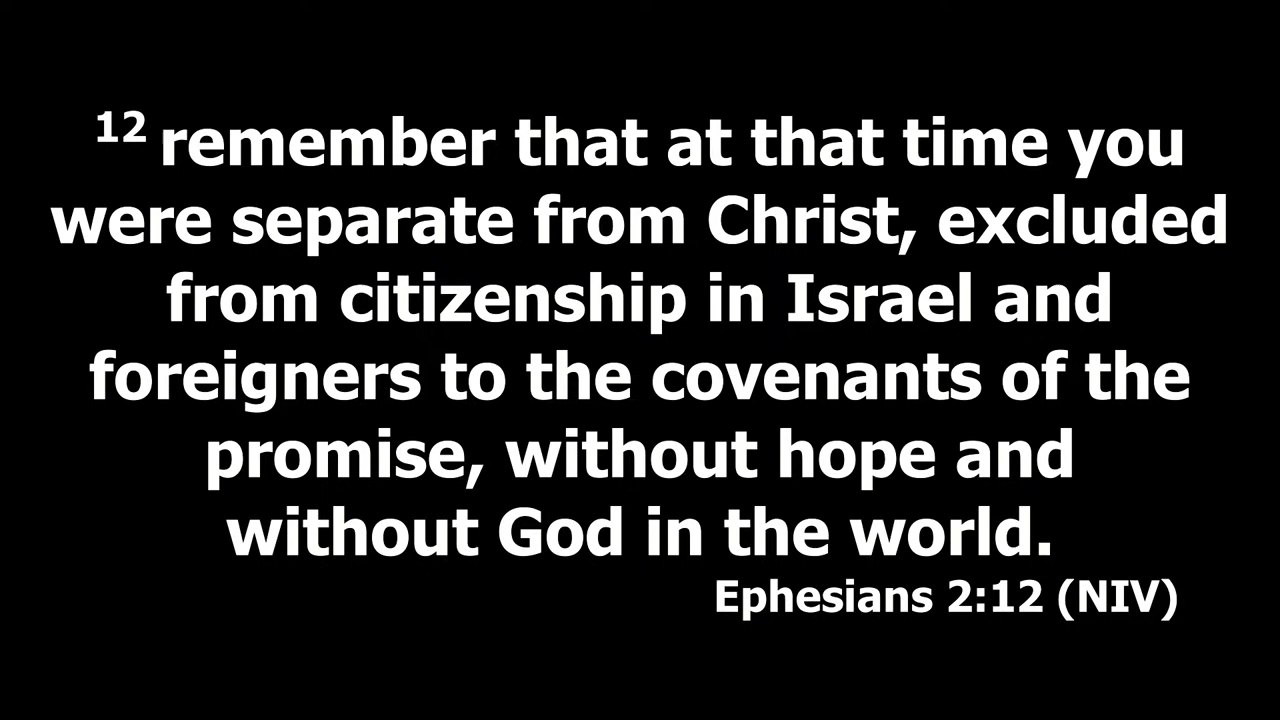 12 remember that at that time you
were separate from Christ, excluded
from citizenship in Israel and
foreigners to the covenants of the
promise, without hope and
without God in the world.
Ephesians 2:12 (NIV)